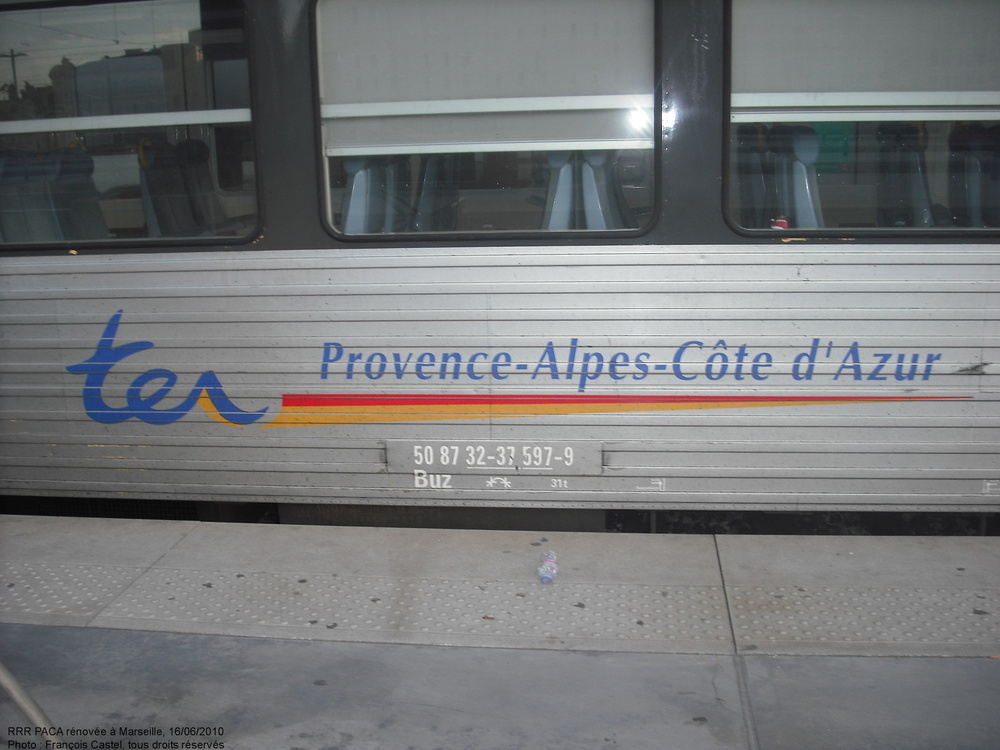 ter Provence-Alpes-Côte d'Azur
50 87 32-37 597-9
Buz 31t
RRR PACA rénovée à Marseille, 16/06/2010
Photo : François Castel, tous droits réservés